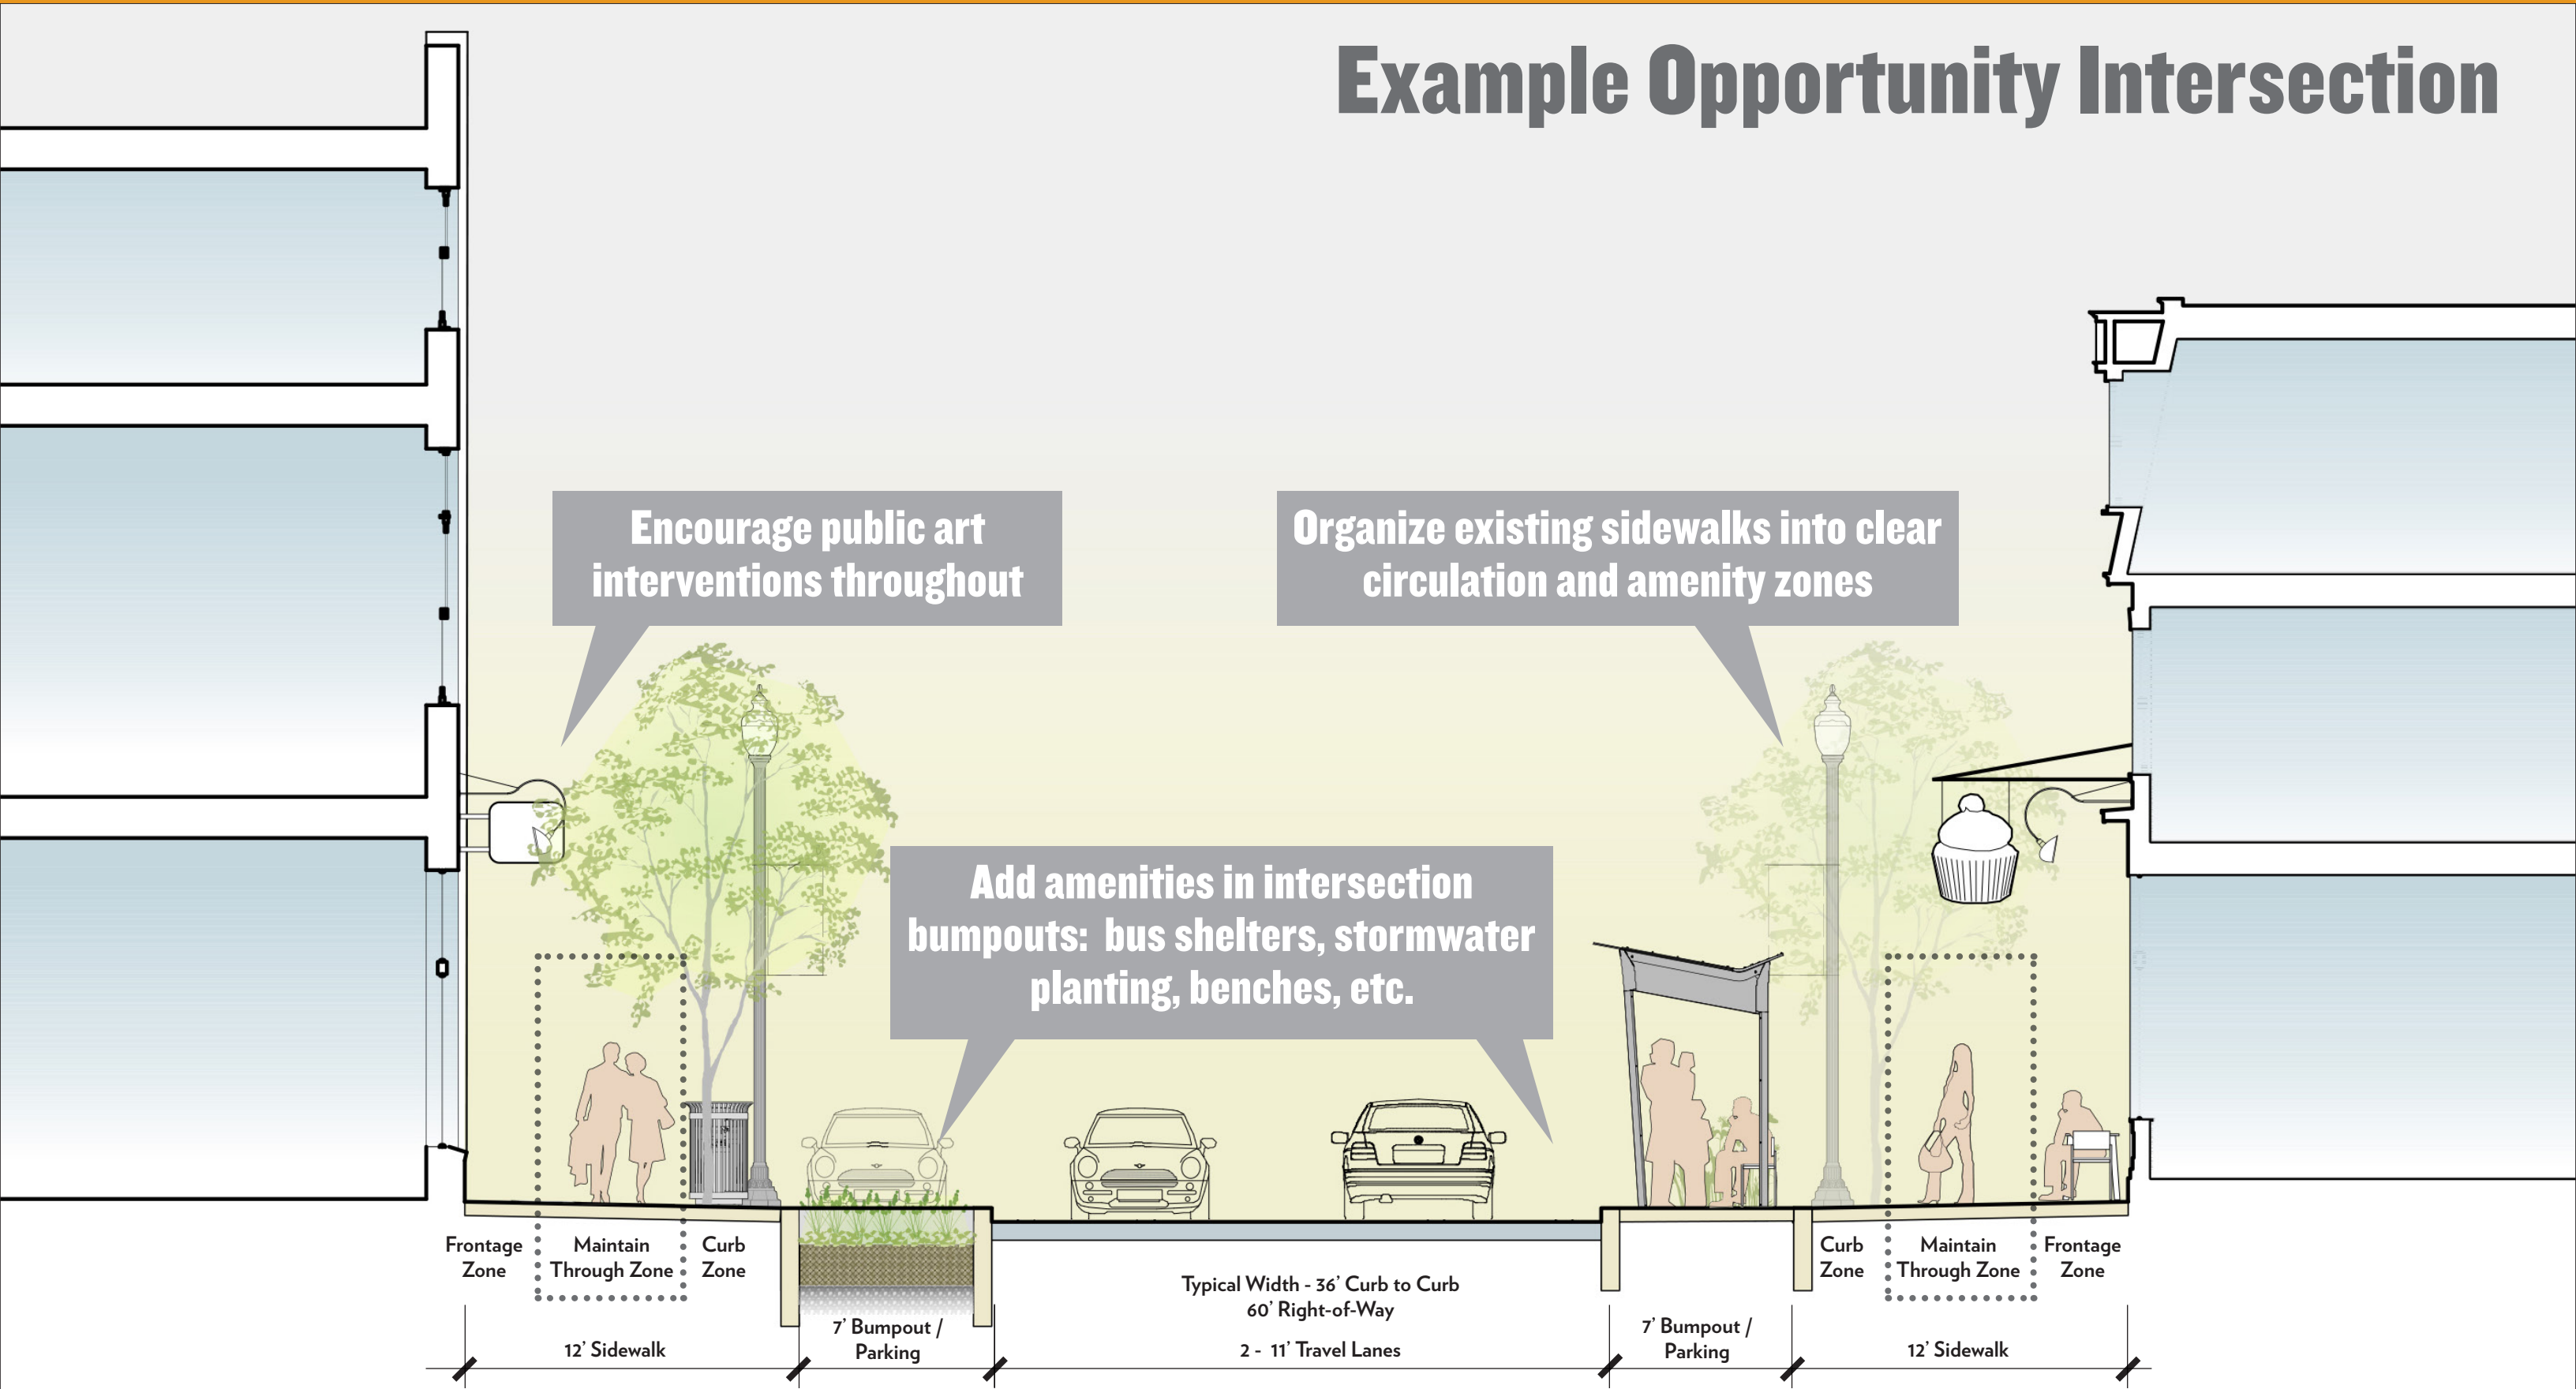 Example Opportunity Intersection
Encourage public art
interventions throughout
Organize existing sidewalks into clear
circulation and amenity zones
Add amenities in intersection
bumpouts:  bus shelters, stormwater
planting, benches, etc.
Frontage
Zone
Maintain
Through Zone
Curb
Zone
Curb
Zone
Maintain
Through Zone
Frontage
Zone
Typical Width - 36’ Curb to Curb
60’ Right-of-Way
12’ Sidewalk
7’ Bumpout /
Parking
2 - 11’ Travel Lanes
7’ Bumpout /
Parking
12’ Sidewalk